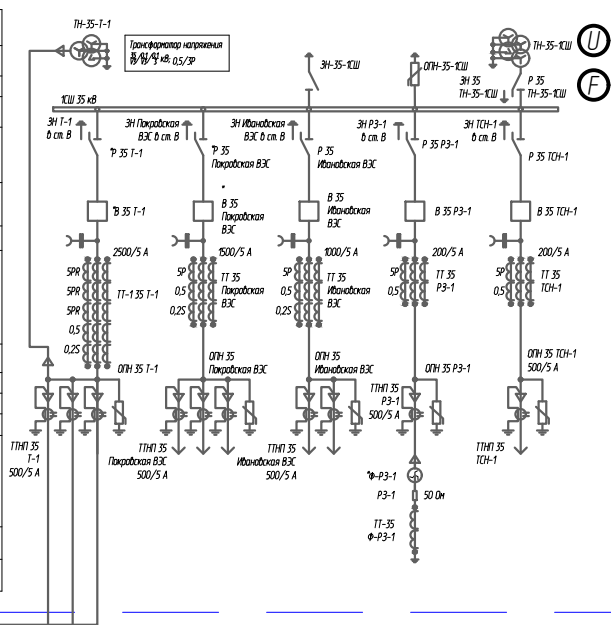 ТН-35-Т-1
Трансформатор напряжения
0,5/3Р
ЗН-35-1СШ
ОПН-35-1СШ
ТН-35-1СШ
U
F
ЗН 35
ТН-35-1СШ
Р 35
ТН-35-1СШ
1СШ 35 кВ
ЗН Т-1
в ст. В
ЗН Покровская
ВЭС в ст. В
ЗН Ивановская
ВЭС в ст. В
ЗН РЗ-1
в ст. В
ЗН ТСН-1
в ст. В
Р 35 Т-1
Р 35
Покровская ВЭС
Р 35
Ивановская ВЭС
Р 35 РЗ-1
Р 35 ТСН-1
В 35 Т-1
В 35
Покровская
ВЭС
В 35
Ивановская
ВЭС
В 35 РЗ-1
В 35 ТСН-1
2500/5 А
1500/5 А
1000/5 А
200/5 А
200/5 А
5PR
5PR
5PR
0,5
0,2S
ТТ-1 35 Т-1
5P
0,5
0,2S
ТТ 35
Покровская
ВЭС
5P
0,5
0,2S
ТТ 35
Ивановская
ВЭС
5P
0,5
ТТ 35
РЗ-1
5P
0,5
ТТ 35
ТСН-1
ОПН 35 Т-1
ОПН 35
Покровская ВЭС
ОПН 35
Ивановская ВЭС
ОПН 35 РЗ-1
ОПН 35 ТСН-1
500/5 А
ТТНП 35
РЗ-1
500/5 А
ТТНП 35
Т-1
500/5 А
ТТНП 35
Покровская ВЭС
500/5 А
ТТНП 35
Ивановская ВЭС
500/5 А
ТТНП 35
ТСН-1
Ф-РЗ-1
РЗ-1
50 Ом
ТТ-35
Ф-РЗ-1